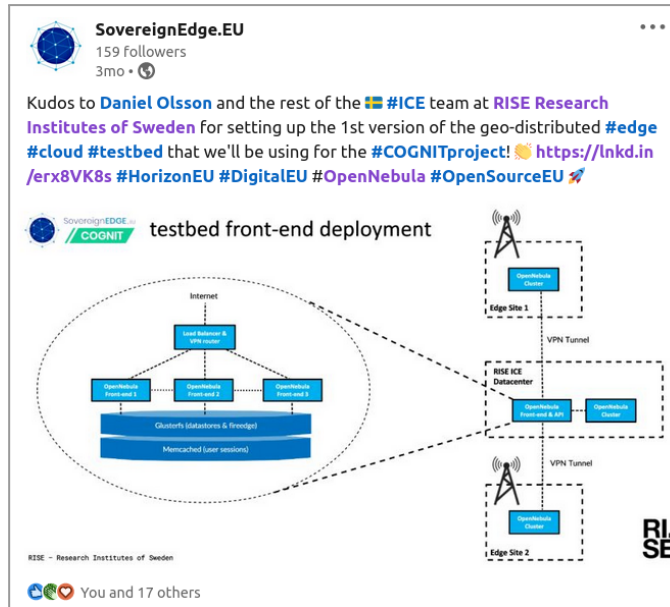 SovereignEdge.EU
159 followers
3mo •
Kudos to Daniel Olsson and the rest of the 🇸🇪 #ICE team at RISE Research
Institutes of Sweden for setting up the 1st version of the geo-distributed #edge
#cloud #testbed that we'll be using for the #COGNITproject! 👏 https://lnkd.in
/erx8VK8s #HorizonEU #DigitalEU #OpenNebula #OpenSourceEU 🚀
SovereignEDGE.EU
COGNIT
testbed front-end deployment
Internet
Load Balancer &
VPN router
OpenNebula
Front-end 1
OpenNebula
Front-end 2
OpenNebula
Front-end 3
Glusterfs (datastores & fireedge)
Memcached (user sessions)
OpenNebula
Cluster
Edge Site 1
VPN Tunnel
RISE ICE
Datacenter
OpenNebula
Front-end & API
OpenNebula
Cluster
VPN Tunnel
OpenNebula
Cluster
Edge Site 2
RISE - Research Institutes of Sweden
You and 17 others